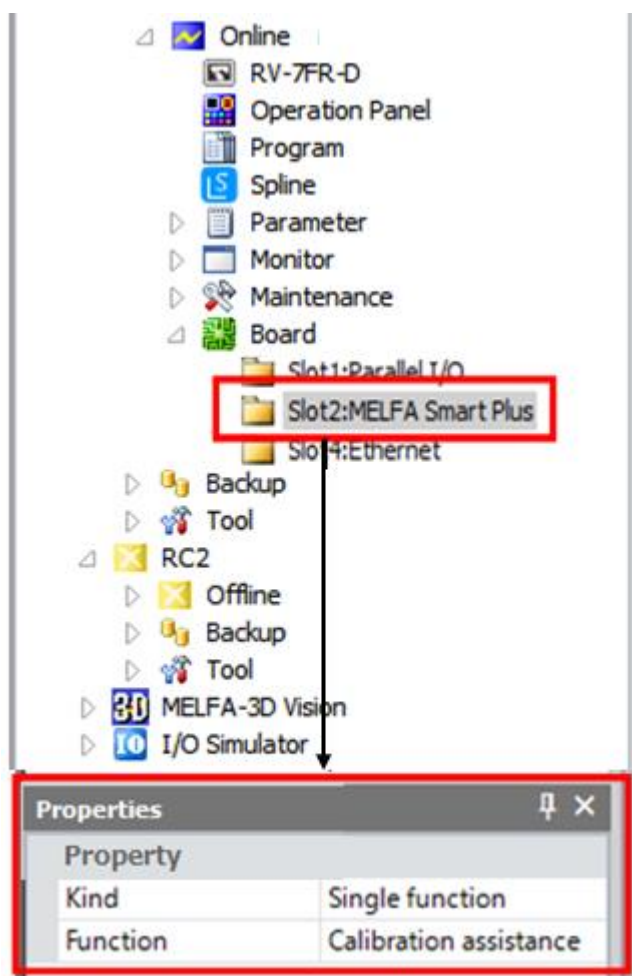 Online
RV-7FR-D
Operation Panel
Program
Spline
Parameter
Monitor
Maintenance
Board
Slot1:Parallel I/O
Slot2:MELFA Smart Plus
Slot4:Ethernet
Backup
Tool
RC2
Offline
Backup
Tool
MELFA-3D Vision
I/O Simulator
Properties
Property
Kind Single function
Function Calibration assistance